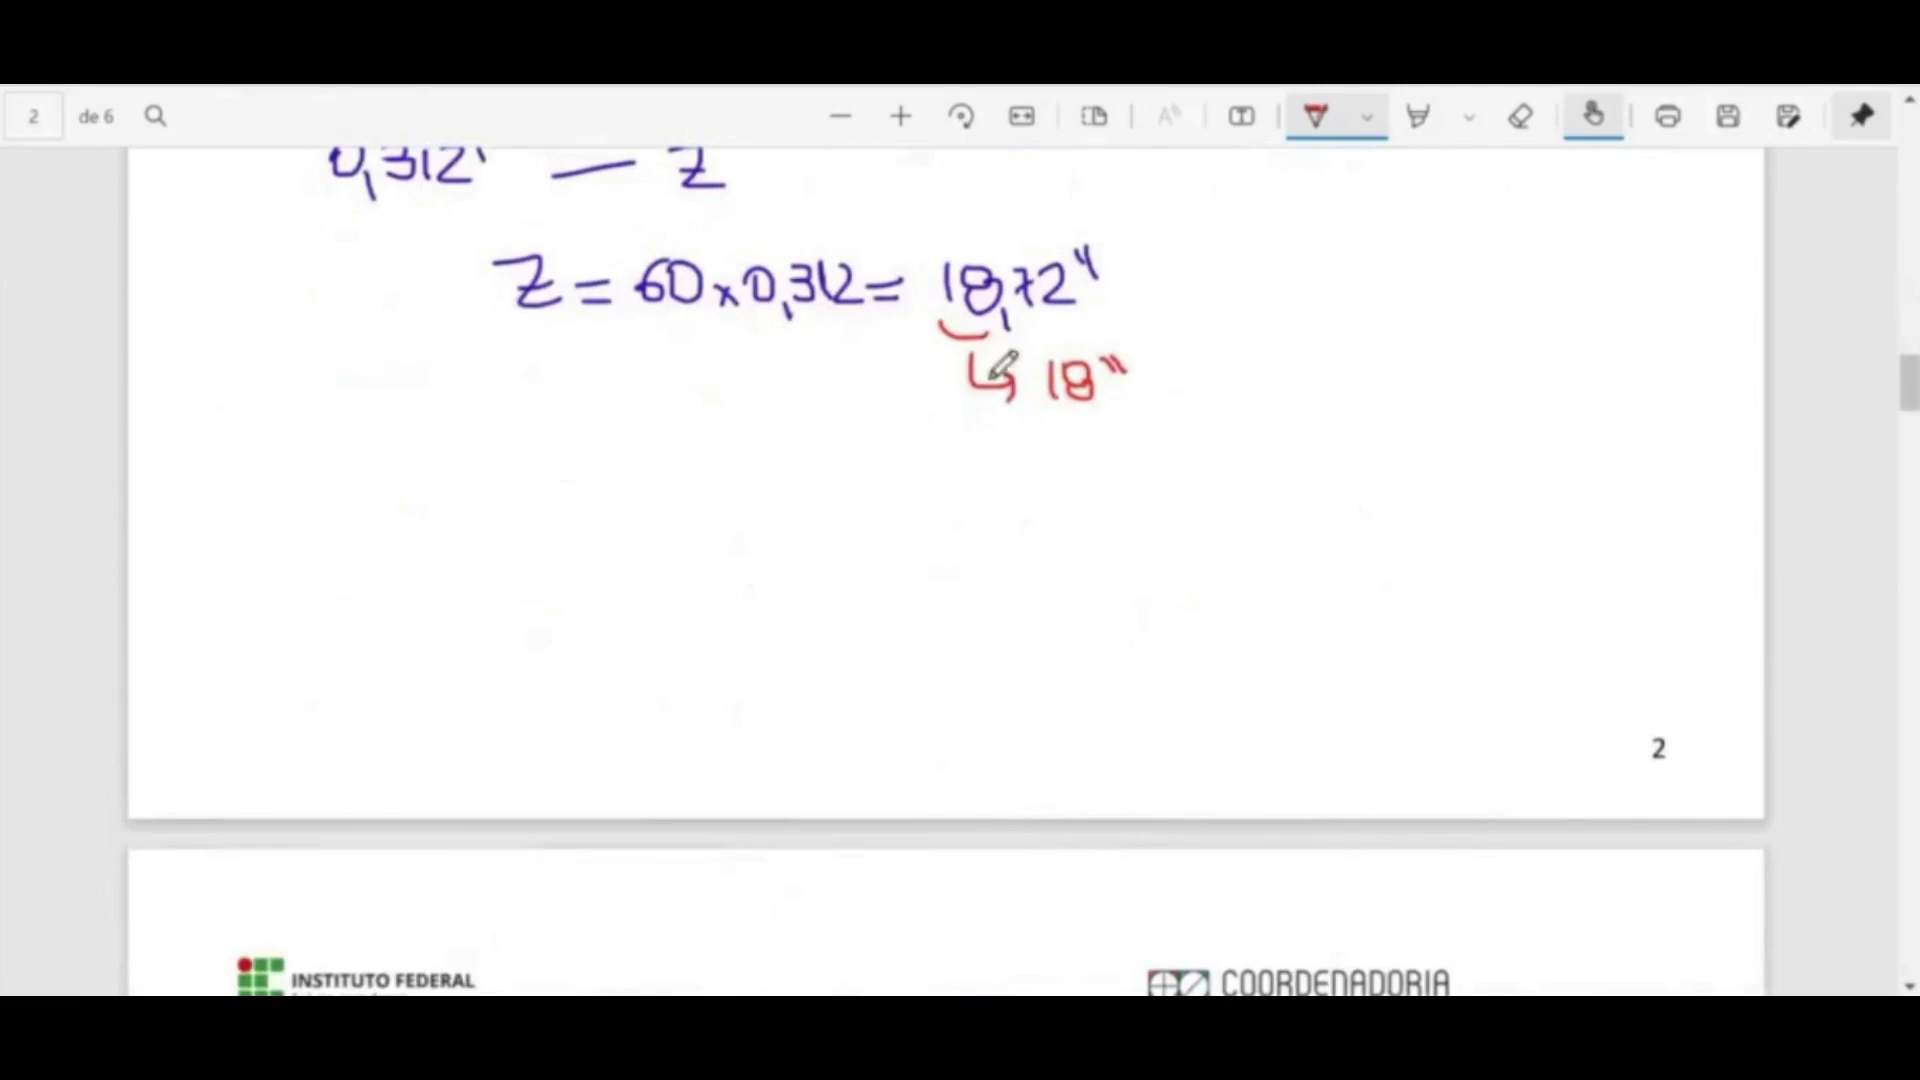 2 de 6
0,312' — Z
Z = 60 x 0,312 = 18,72"
18"
2
INSTITUTO FEDERAL
COORDENADORIA